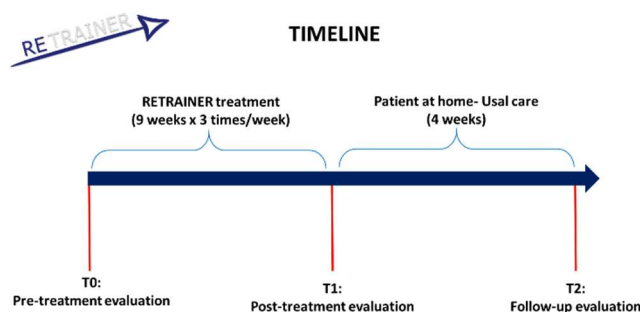 RETRAINER
TIMELINE
RETRAINER treatment
(9 weeks x 3 times/week)
Patient at home- Usal care
(4 weeks)
T0:
Pre-treatment evaluation
T1:
Post-treatment evaluation
T2:
Follow-up evaluation